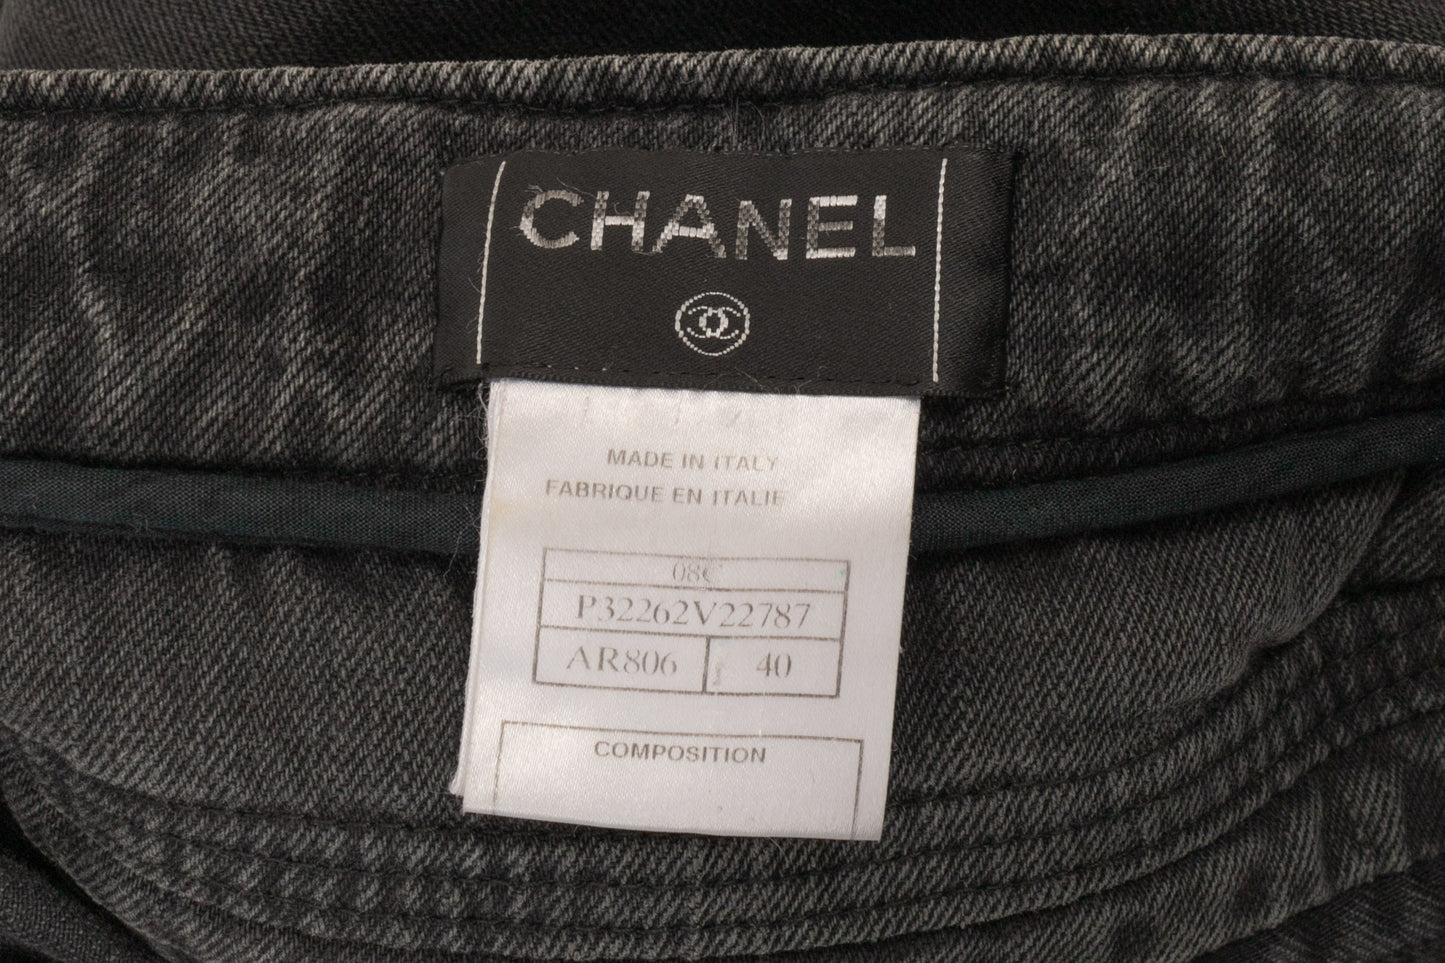 CHANEL
MADE IN ITALY
FABRIQUE EN ITALIE
08C
P32262V22787
AR806 40
COMPOSITION